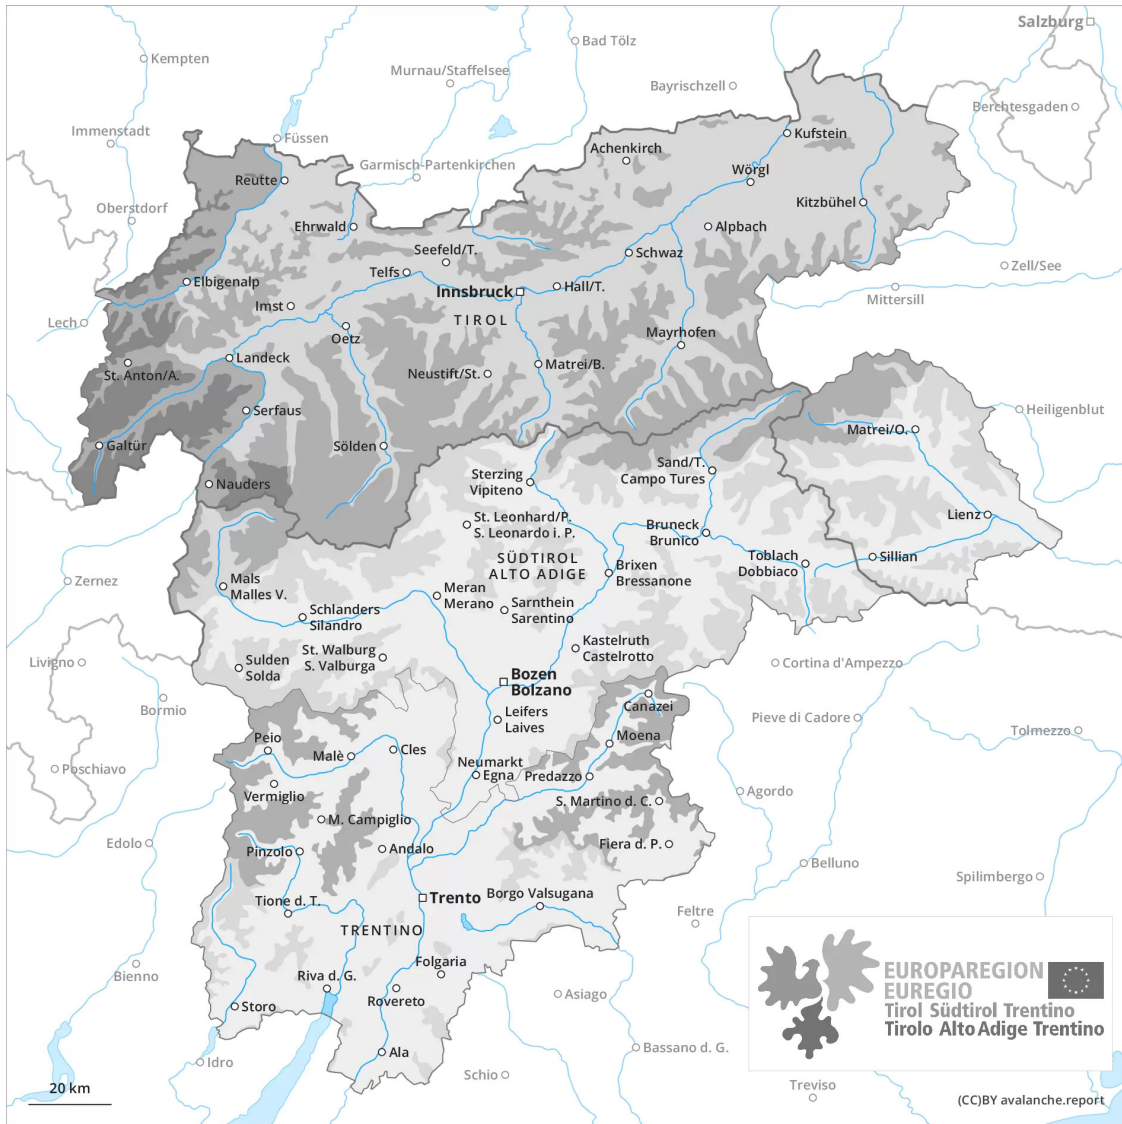 Salzburg
Bad Tölz
Kempten
Murnau/Staffelsee
Bayrischzell
Berchtesgaden
Immenstadt
Füssen
Kufstein
Achenkirch
Garmisch-Partenkirchen
Wörgl
Reutte
Kitzbühel
Oberstdorf
Ehrwald
Alpbach
Seefeld/T.
Schwaz
Telfs
Zell/See
Elbigenalp
Hall/T.
Innsbruck
Mittersill
Imst
TIROL
Lech
Oetz
Mayrhofen
Landeck
Matrei/B.
St. Anton/A.
Neustift/St.
Serfaus
Heiligenblut
Matrei/O.
Galtür
Sölden
Sand/T.
Campo Tures
Sterzing
Vipiteno
Nauders
Lienz
St. Leonhard/P.
S. Leonardo i. P.
Bruneck
Brunico
SÜDTIROL
ALTO ADIGE
Toblach
Dobbiaco
Sillian
Brixen
Bressanone
Zernez
Mals
Malles V.
Meran
Merano
Sarnthein
Sarentino
Schlanders
Silandro
Kastelruth
Castelrotto
St. Walburg
S. Valburga
Livigno
Sulden
Solda
Cortina d'Ampezzo
Bozen
Bolzano
Canazei
Bormio
Leifers
Laives
Pieve di Cadore
Tolmezzo
Moena
Peio
Cles
Malè
Neumarkt
Egna
Predazzo
Poschiavo
Vermiglio
Agordo
S. Martino d. C.
M. Campiglio
Edolo
Fiera d. P.
Pinzolo
Andalo
Belluno
Spilimbergo
Borgo Valsugana
Trento
Tione d. T.
Feltre
TRENTINO
Folgaria
Bienno
Riva d. G.
EUROPAREGION
EUREGIO
Asiago
Rovereto
Storo
Tirol Südtirol Trentino
Tirolo Alto Adige Trentino
Bassano d. G.
Ala
Idro
Schio
Treviso
20 km
(CC)BY avalanche.report